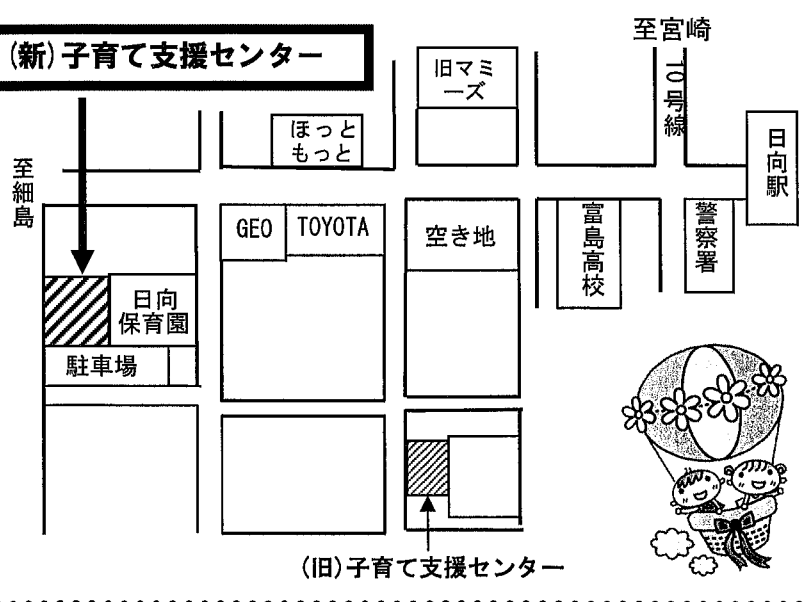 至宮崎
(新)子育て支援センター
旧マミ
ーズ
10号線
ほっと
もっと
日向駅
至細島
GEO
TOYOTA
空き地
富島高校
警察署
日向
保育園
駐車場
(旧)子育て支援センター